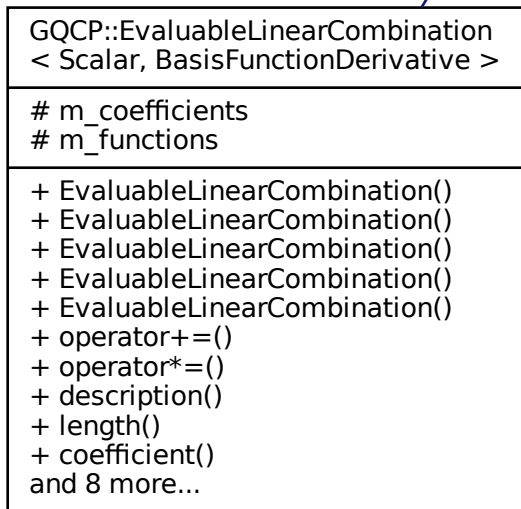 GQCP::EvaluableLinearCombination
< Scalar, BasisFunctionDerivative >
# m_coefficients
# m_functions
+ EvaluableLinearCombination()
+ EvaluableLinearCombination()
+ EvaluableLinearCombination()
+ EvaluableLinearCombination()
+ EvaluableLinearCombination()
+ operator+=()
+ operator*=()
+ description()
+ length()
+ coefficient()
and 8 more...